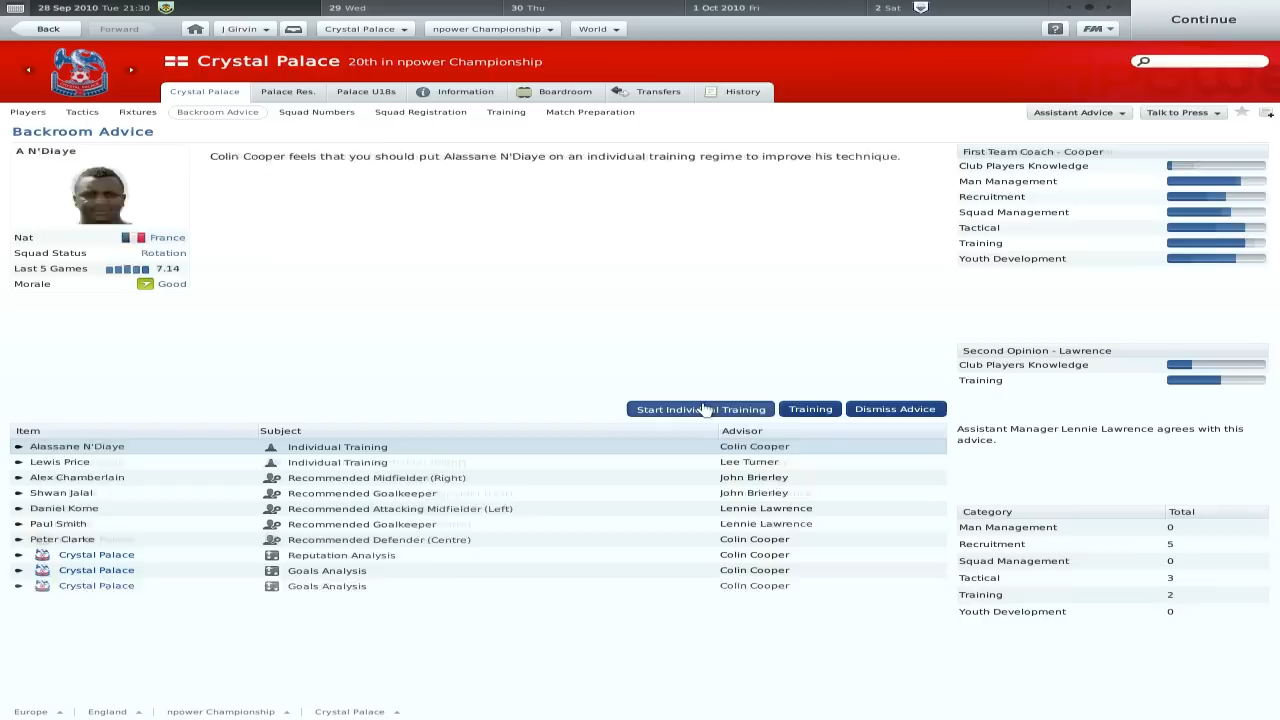 28 Sep 2010 Tue 21:30 29 Wed 30 Thu 1 Oct 2010 Fri 2 Sat
Continue
Back Forward J Girvin Crystal Palace npower Championship World ? FM
Crystal Palace 20th in npower Championship
Crystal Palace Palace Res. Palace U18s Information Boardroom Transfers History
Players Tactics Fixtures Backroom Advice Squad Numbers Squad Registration Training Match Preparation Assistant Advice Talk to Press
Backroom Advice
A N'Diaye
Colin Cooper feels that you should put Alassane N'Diaye on an individual training regime to improve his technique.
Nat France
Squad Status Rotation
Last 5 Games 7.14
Morale Good
First Team Coach - Cooper
Club Players Knowledge
Man Management
Recruitment
Squad Management
Tactical
Training
Youth Development
Second Opinion - Lawrence
Club Players Knowledge
Training
Start Individual Training Training Dismiss Advice
Assistant Manager Lennie Lawrence agrees with this
advice.
Item Subject Advisor
Alassane N'Diaye Individual Training Colin Cooper
Lewis Price Individual Training Lee Turner
Alex Chamberlain Recommended Midfielder (Right) John Brierley
Shwan Jalal Recommended Goalkeeper John Brierley
Daniel Kome Recommended Attacking Midfielder (Left) Lennie Lawrence
Paul Smith Recommended Goalkeeper Lennie Lawrence
Peter Clarke Recommended Defender (Centre) Colin Cooper
Crystal Palace Reputation Analysis Colin Cooper
Crystal Palace Goals Analysis Colin Cooper
Crystal Palace Goals Analysis Colin Cooper
Category Total
Man Management 0
Recruitment 5
Squad Management 0
Tactical 3
Training 2
Youth Development 0
Europe England npower Championship Crystal Palace